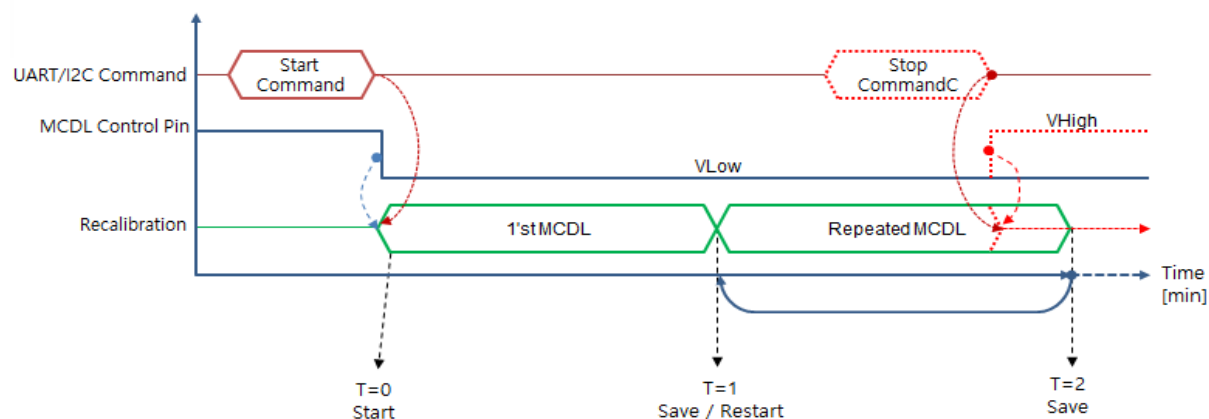 UART/I2C Command
Start
Command
Stop
CommandC
MCDL Control Pin
VHigh
VLow
Recalibration
1'st MCDL
Repeated MCDL
Time
[min]
T=0
Start
T=1
Save / Restart
T=2
Save